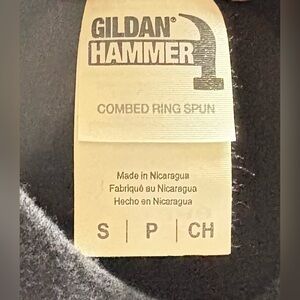 GILDAN®
HAMMER
COMBED RING SPUN
Made in Nicaragua
Fabriqué au Nicaragua
Hecho en Nicaragua
S | P | CH